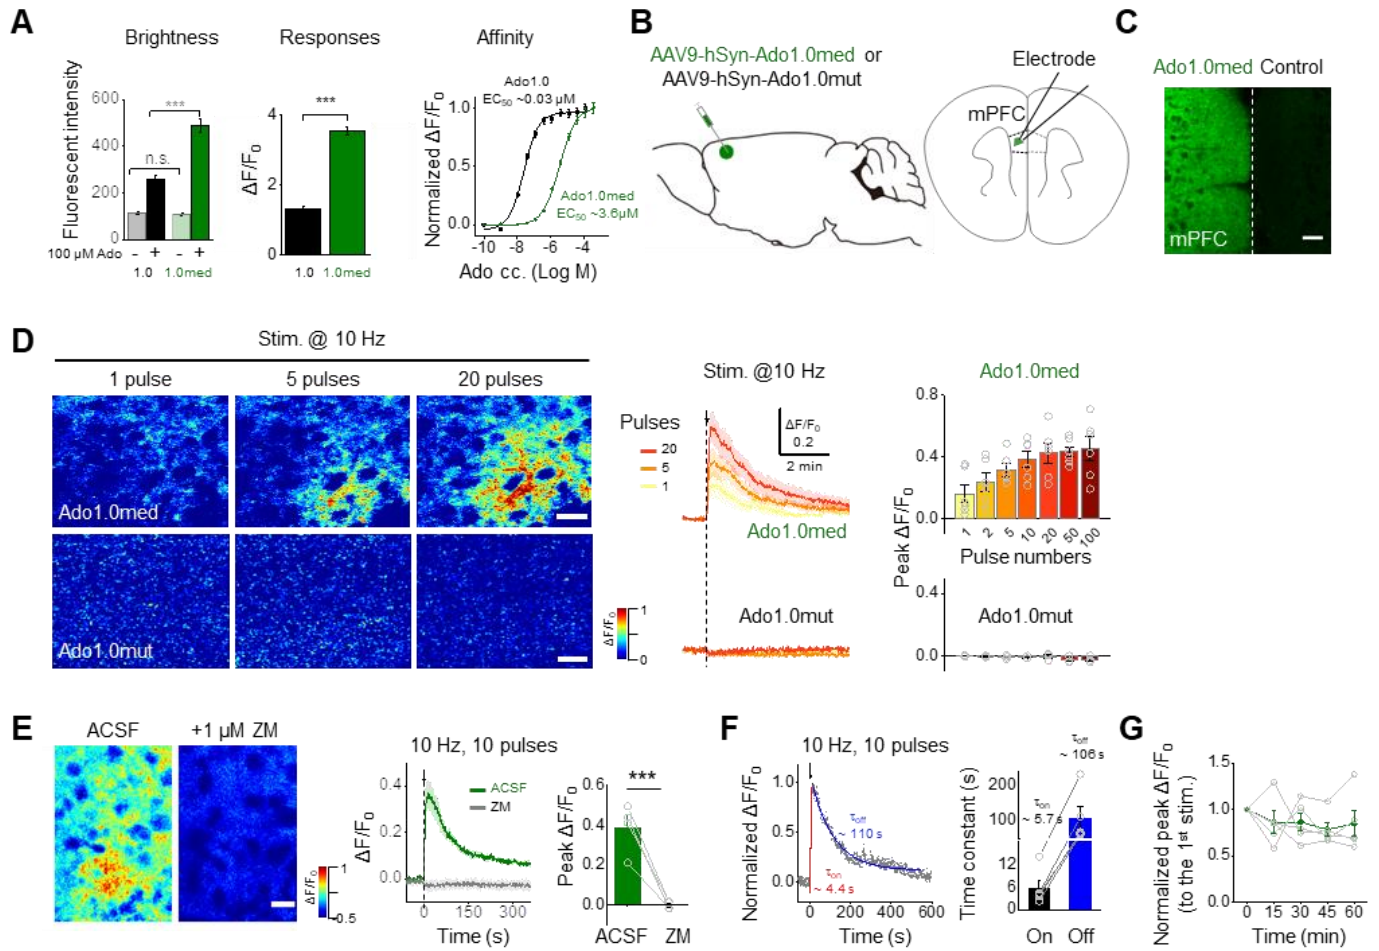 A
Brightness
Responses
Affinity
Fluorescent intensity
600
400
200
0
***
n.s.
100 µM Ado
- + - +
1.0 1.0med
ΔF/F0
4
2
0
***
1.0 1.0med
Normalized ΔF/F0
1.0
0.5
0.0
Ado1.0
EC50 ~0.03 µM
Ado1.0med
EC50 ~3.6µM
-10 -8 -6 -4
Ado cc. (Log M)
B
AAV9-hSyn-Ado1.0med or
AAV9-hSyn-Ado1.0mut
Electrode
mPFC
C
Ado1.0med Control
mPFC
D
Stim. @ 10 Hz
1 pulse 5 pulses 20 pulses
Ado1.0med
Ado1.0mut
ΔF/F0
1
0
Stim. @10 Hz
Pulses
20
5
1
ΔF/F0
0.2
2 min
Ado1.0med
Ado1.0mut
Ado1.0med
Peak ΔF/F0
0.8
0.4
0.0
1 2 5 10 20 50 100
Pulse numbers
0.4
0.0
Ado1.0mut
E
ACSF +1 µM ZM
ΔF/F0
1
-0.5
10 Hz, 10 pulses
ΔF/F0
0.4
0.2
0.0
ACSF
ZM
0 150 300
Time (s)
Peak ΔF/F0
0.6
0.4
0.2
0.0
***
ACSF ZM
F
10 Hz, 10 pulses
Normalized ΔF/F0
1.0
0.5
0.0
τoff
~ 110 s
τon
~ 4.4 s
0 200 400 600
Time (s)
Time constant (s)
200
100
12
6
0
τon
~ 5.7 s
τoff
~ 106 s
On Off
G
Normalized peak ΔF/F0
(to the 1st stim.)
1.5
1.0
0.5
0.0
0 15 30 45 60
Time (min)